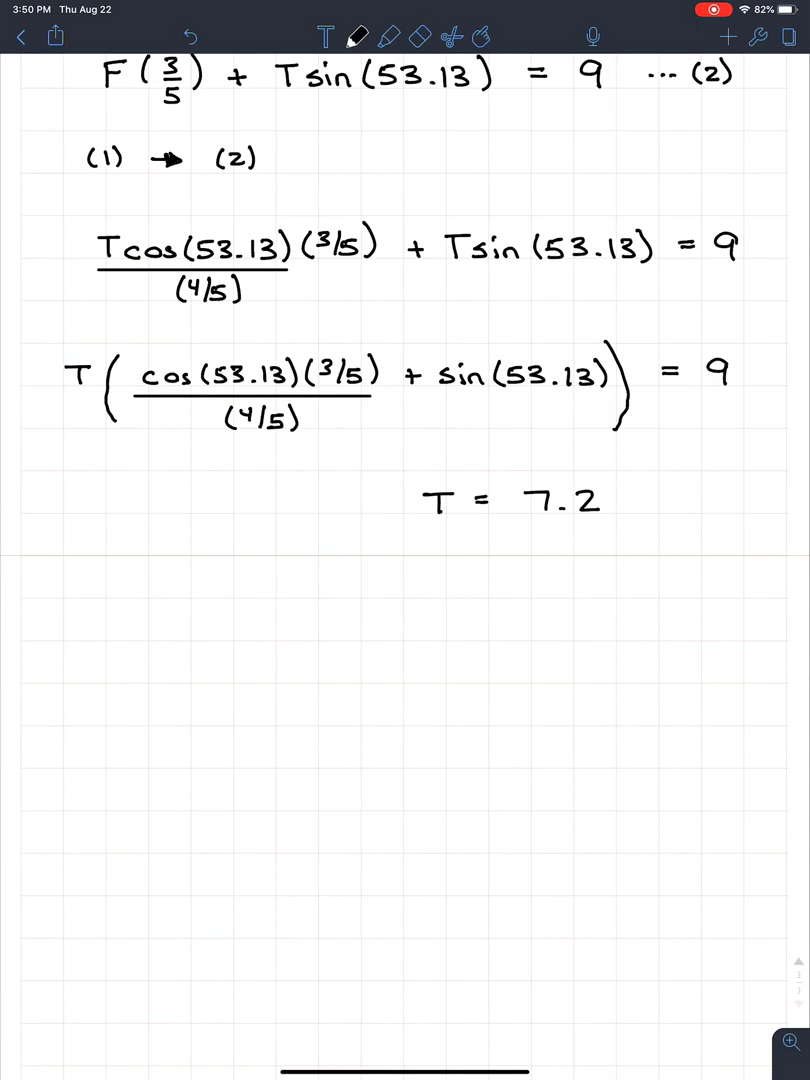 3:50 PM Thu Aug 22 82%
F ( 3/5 ) + T sin (53.13) = 9 ... (2)
(1) → (2)
T cos (53.13) (3/5) / (4/5) + T sin (53.13) = 9
T ( cos (53.13) (3/5) / (4/5) + sin (53.13) ) = 9
T = 7.2